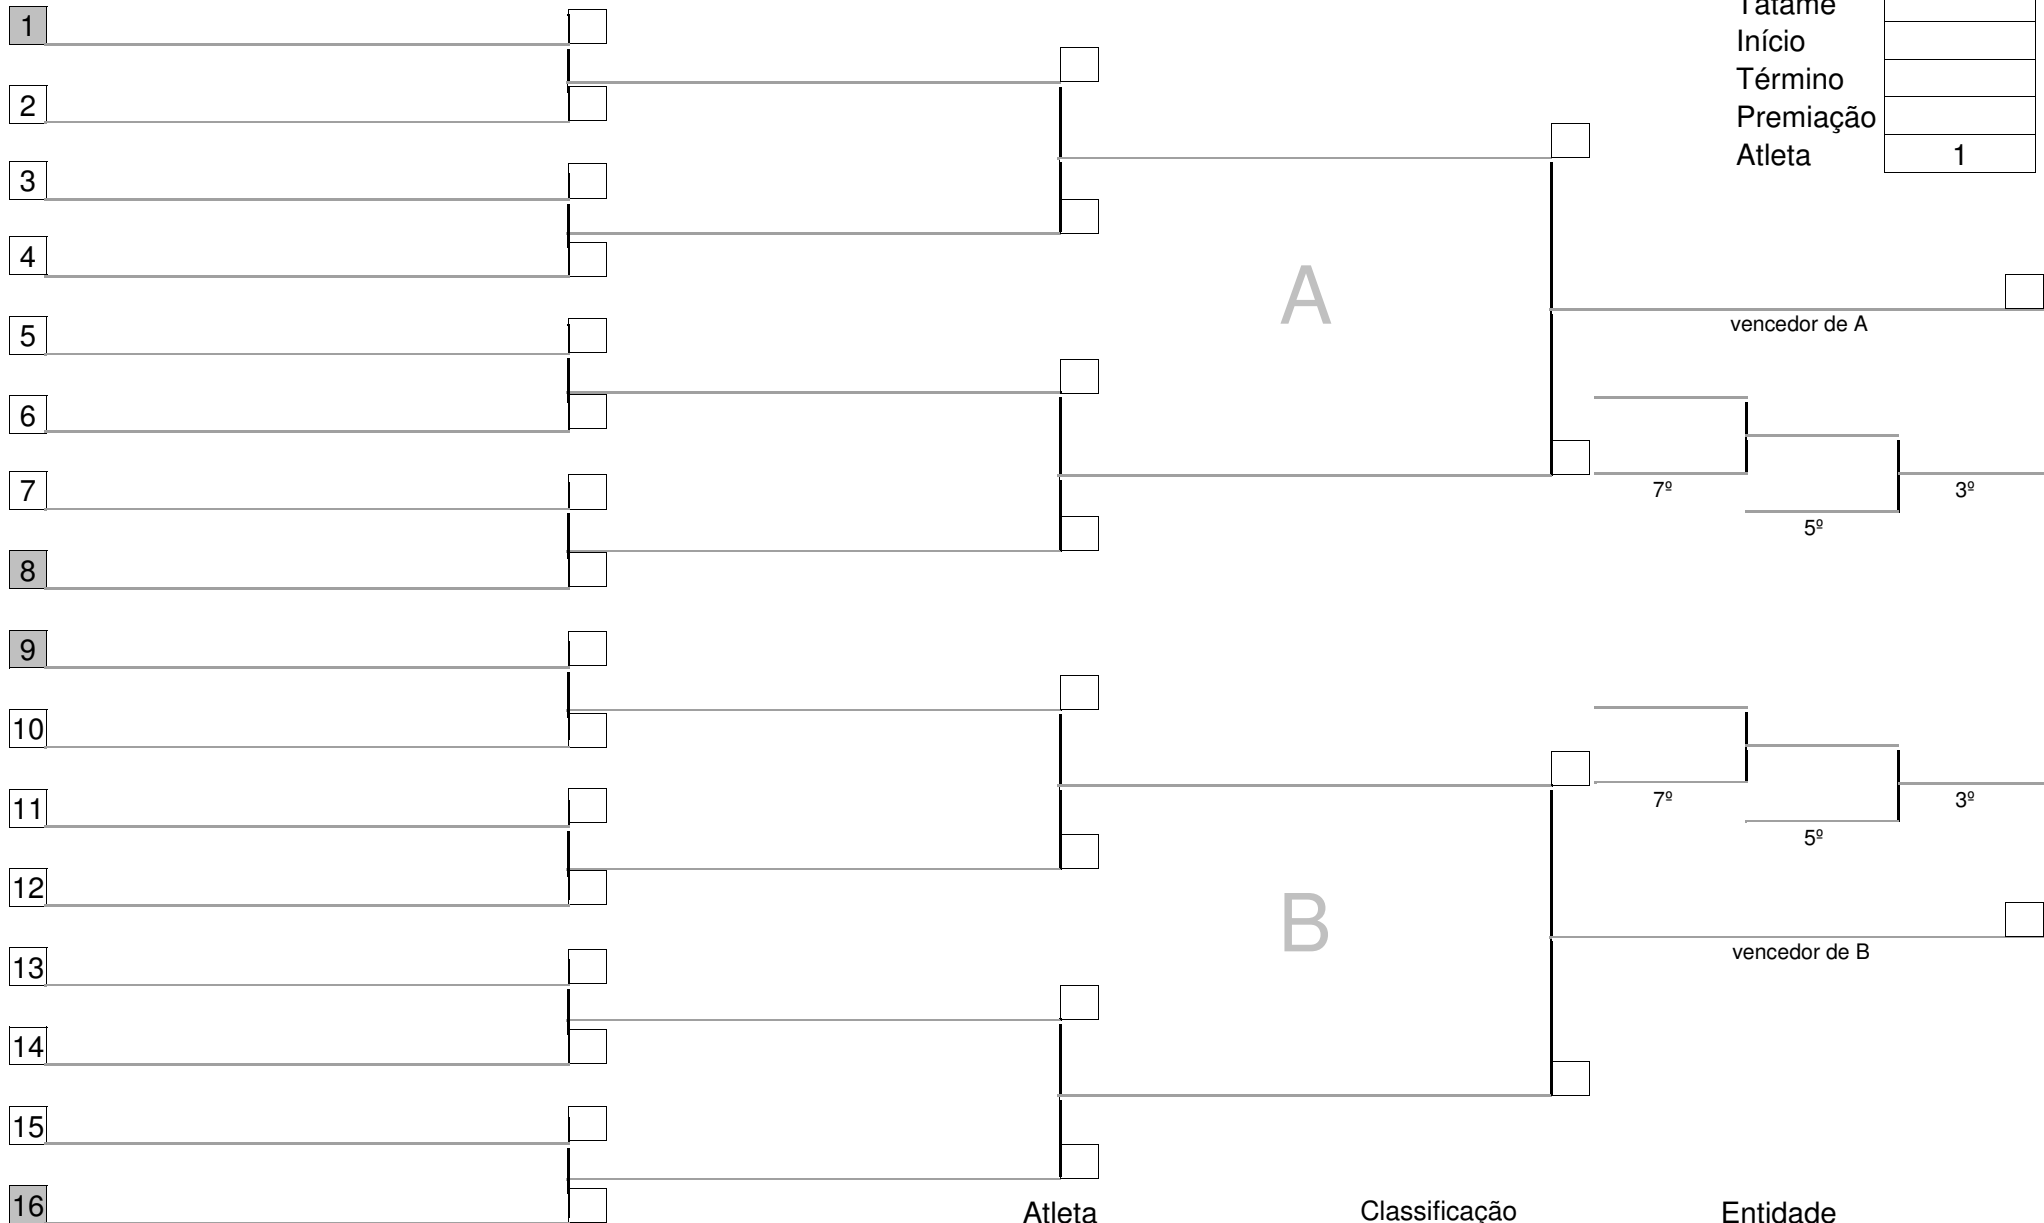 1
Tatame
Início
2
Término
Premiação
Atleta 1
3
4
A
5
vencedor de A
6
7
7º 3º
5º
8
9
10
11
7º 3º
5º
12
B
13
vencedor de B
14
15
16
Atleta Classificação Entidade